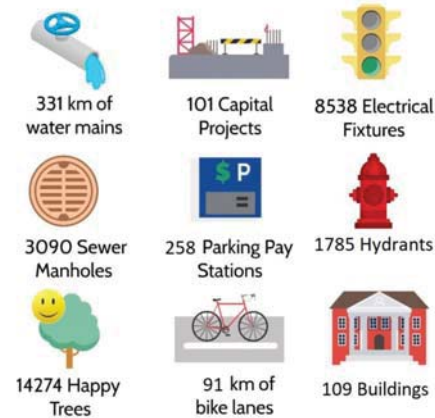 331 km of
water mains
101 Capital
Projects
8538 Electrical
Fixtures
$ P
3090 Sewer
Manholes
258 Parking Pay
Stations
1785 Hydrants
14274 Happy
Trees
91 km of
bike lanes
109 Buildings